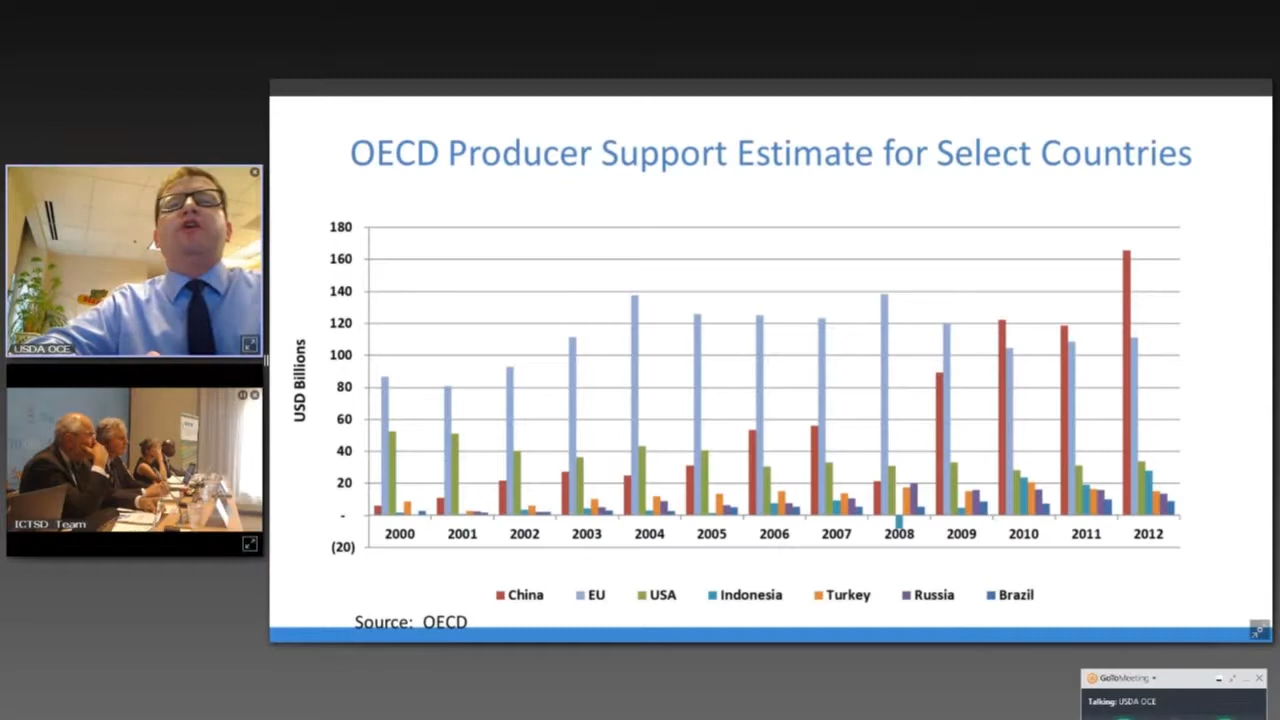 OECD Producer Support Estimate for Select Countries
USD Billions
180
160
140
120
100
80
60
40
20
-
(20)
2000 2001 2002 2003 2004 2005 2006 2007 2008 2009 2010 2011 2012
China EU USA Indonesia Turkey Russia Brazil
Source: OECD
USDA OCE
ICTSD Team
GoToMeeting
Talking: USDA OCE